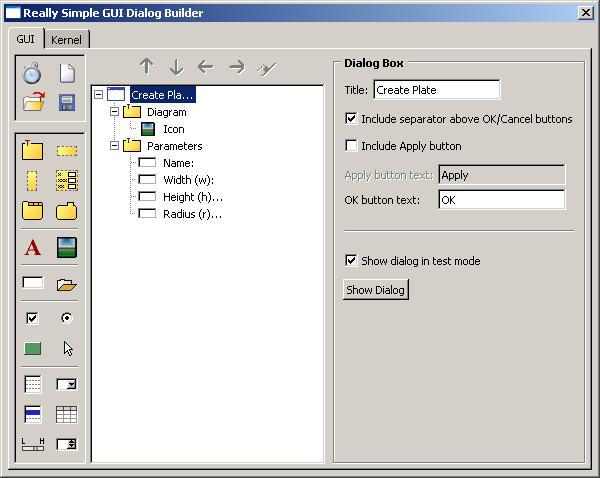 Really Simple GUI Dialog Builder
GUI Kernel
Create Pla...
Diagram
Icon
Parameters
Name:
Width (w):
Height (h)...
Radius (r)...
A
L H
Dialog Box
Title: Create Plate
Include separator above OK/Cancel buttons
Include Apply button
Apply button text: Apply
OK button text: OK
Show dialog in test mode
Show Dialog